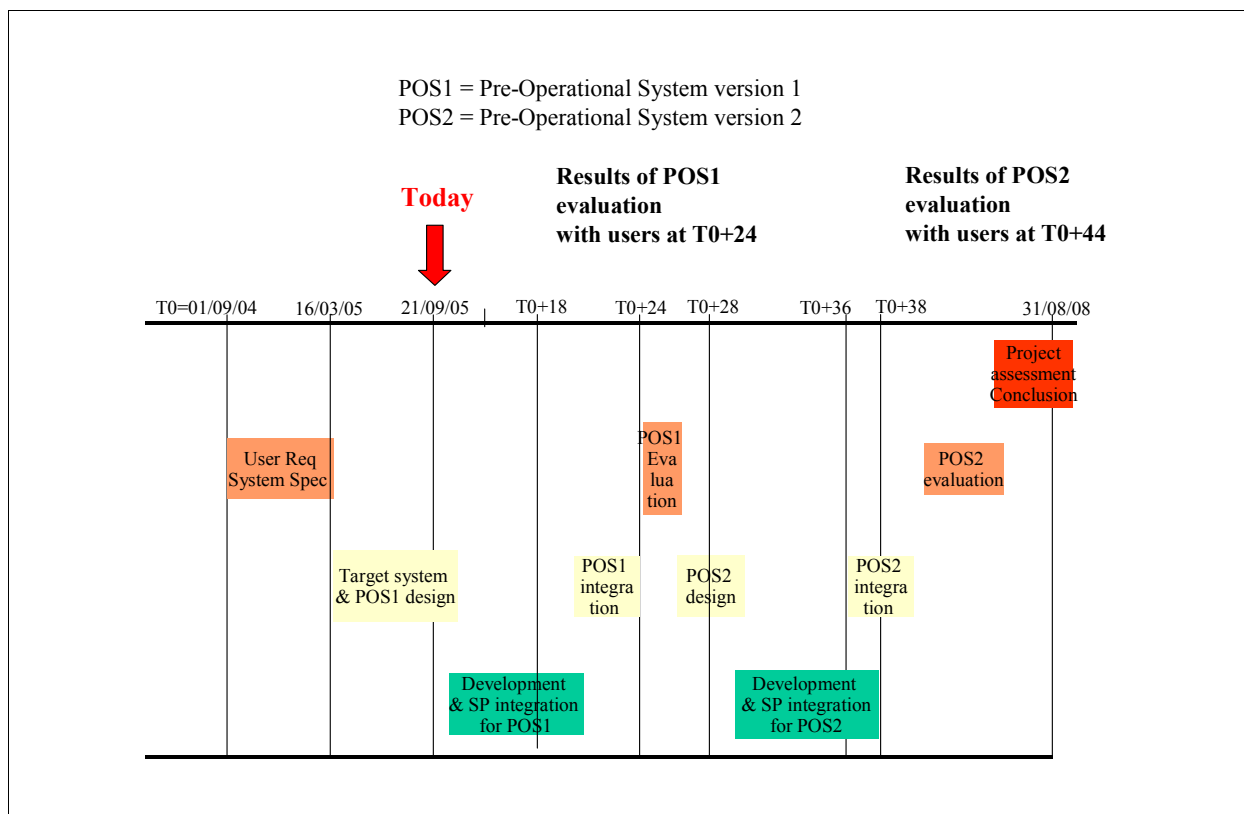 POS1 = Pre-Operational System version 1
POS2 = Pre-Operational System version 2
Today
Results of POS1
evaluation
with users at T0+24
Results of POS2
evaluation
with users at T0+44
T0=01/09/04
16/03/05
21/09/05
T0+18
T0+24
T0+28
T0+36
T0+38
31/08/08
Project
assessment
Conclusion
User Req
System Spec
POS1
Eva
lua
tion
POS2
evaluation
Target system
& POS1 design
POS1
integra
tion
POS2
design
POS2
integra
tion
Development
& SP integration
for POS1
Development
& SP integration
for POS2